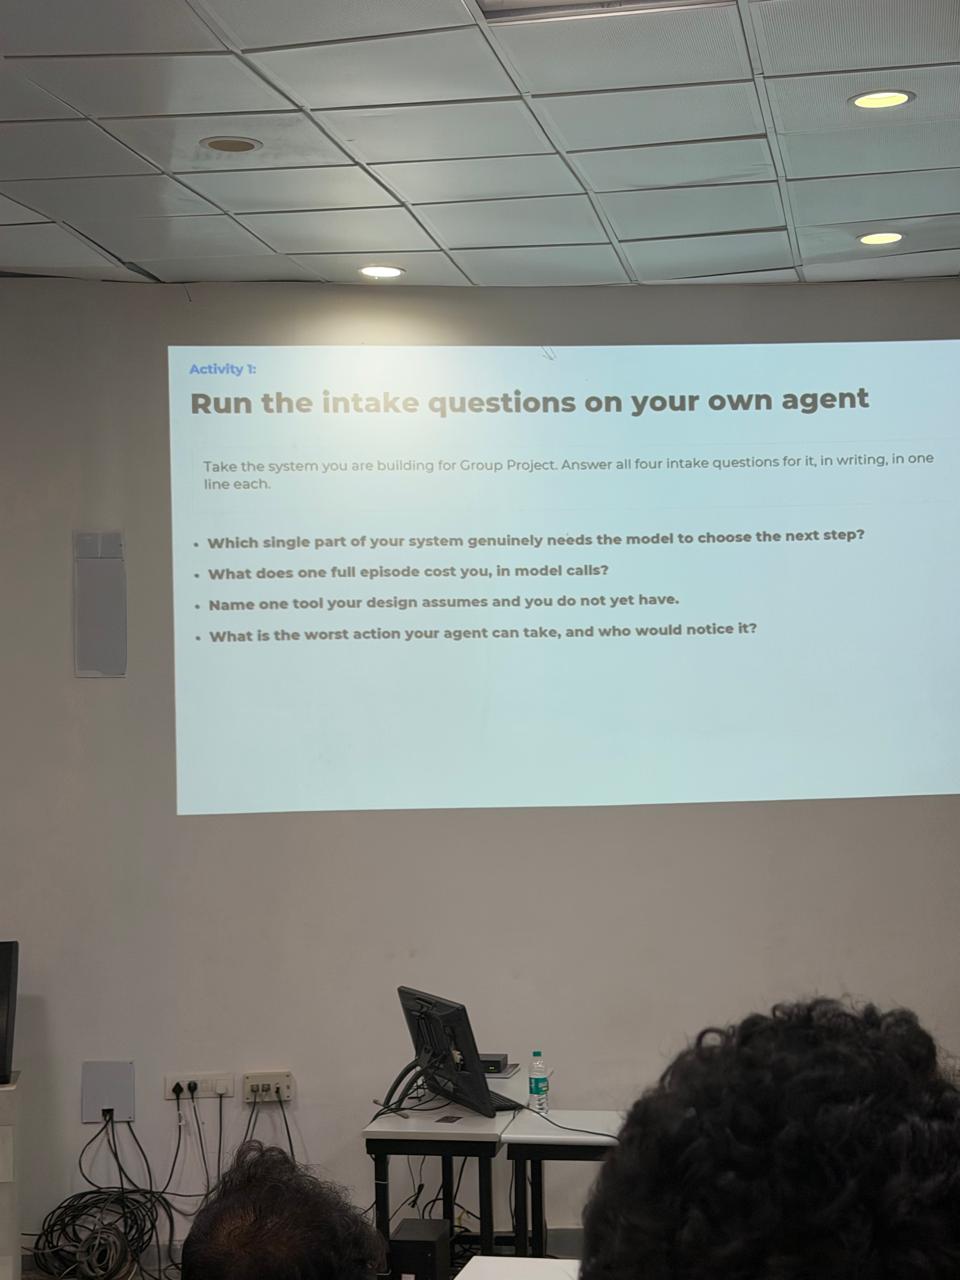 Activity 1:
Run the intake questions on your own agent
Take the system you are building for Group Project. Answer all four intake questions for it, in writing, in one
line each.
• Which single part of your system genuinely needs the model to choose the next step?
• What does one full episode cost you, in model calls?
• Name one tool your design assumes and you do not yet have.
• What is the worst action your agent can take, and who would notice it?